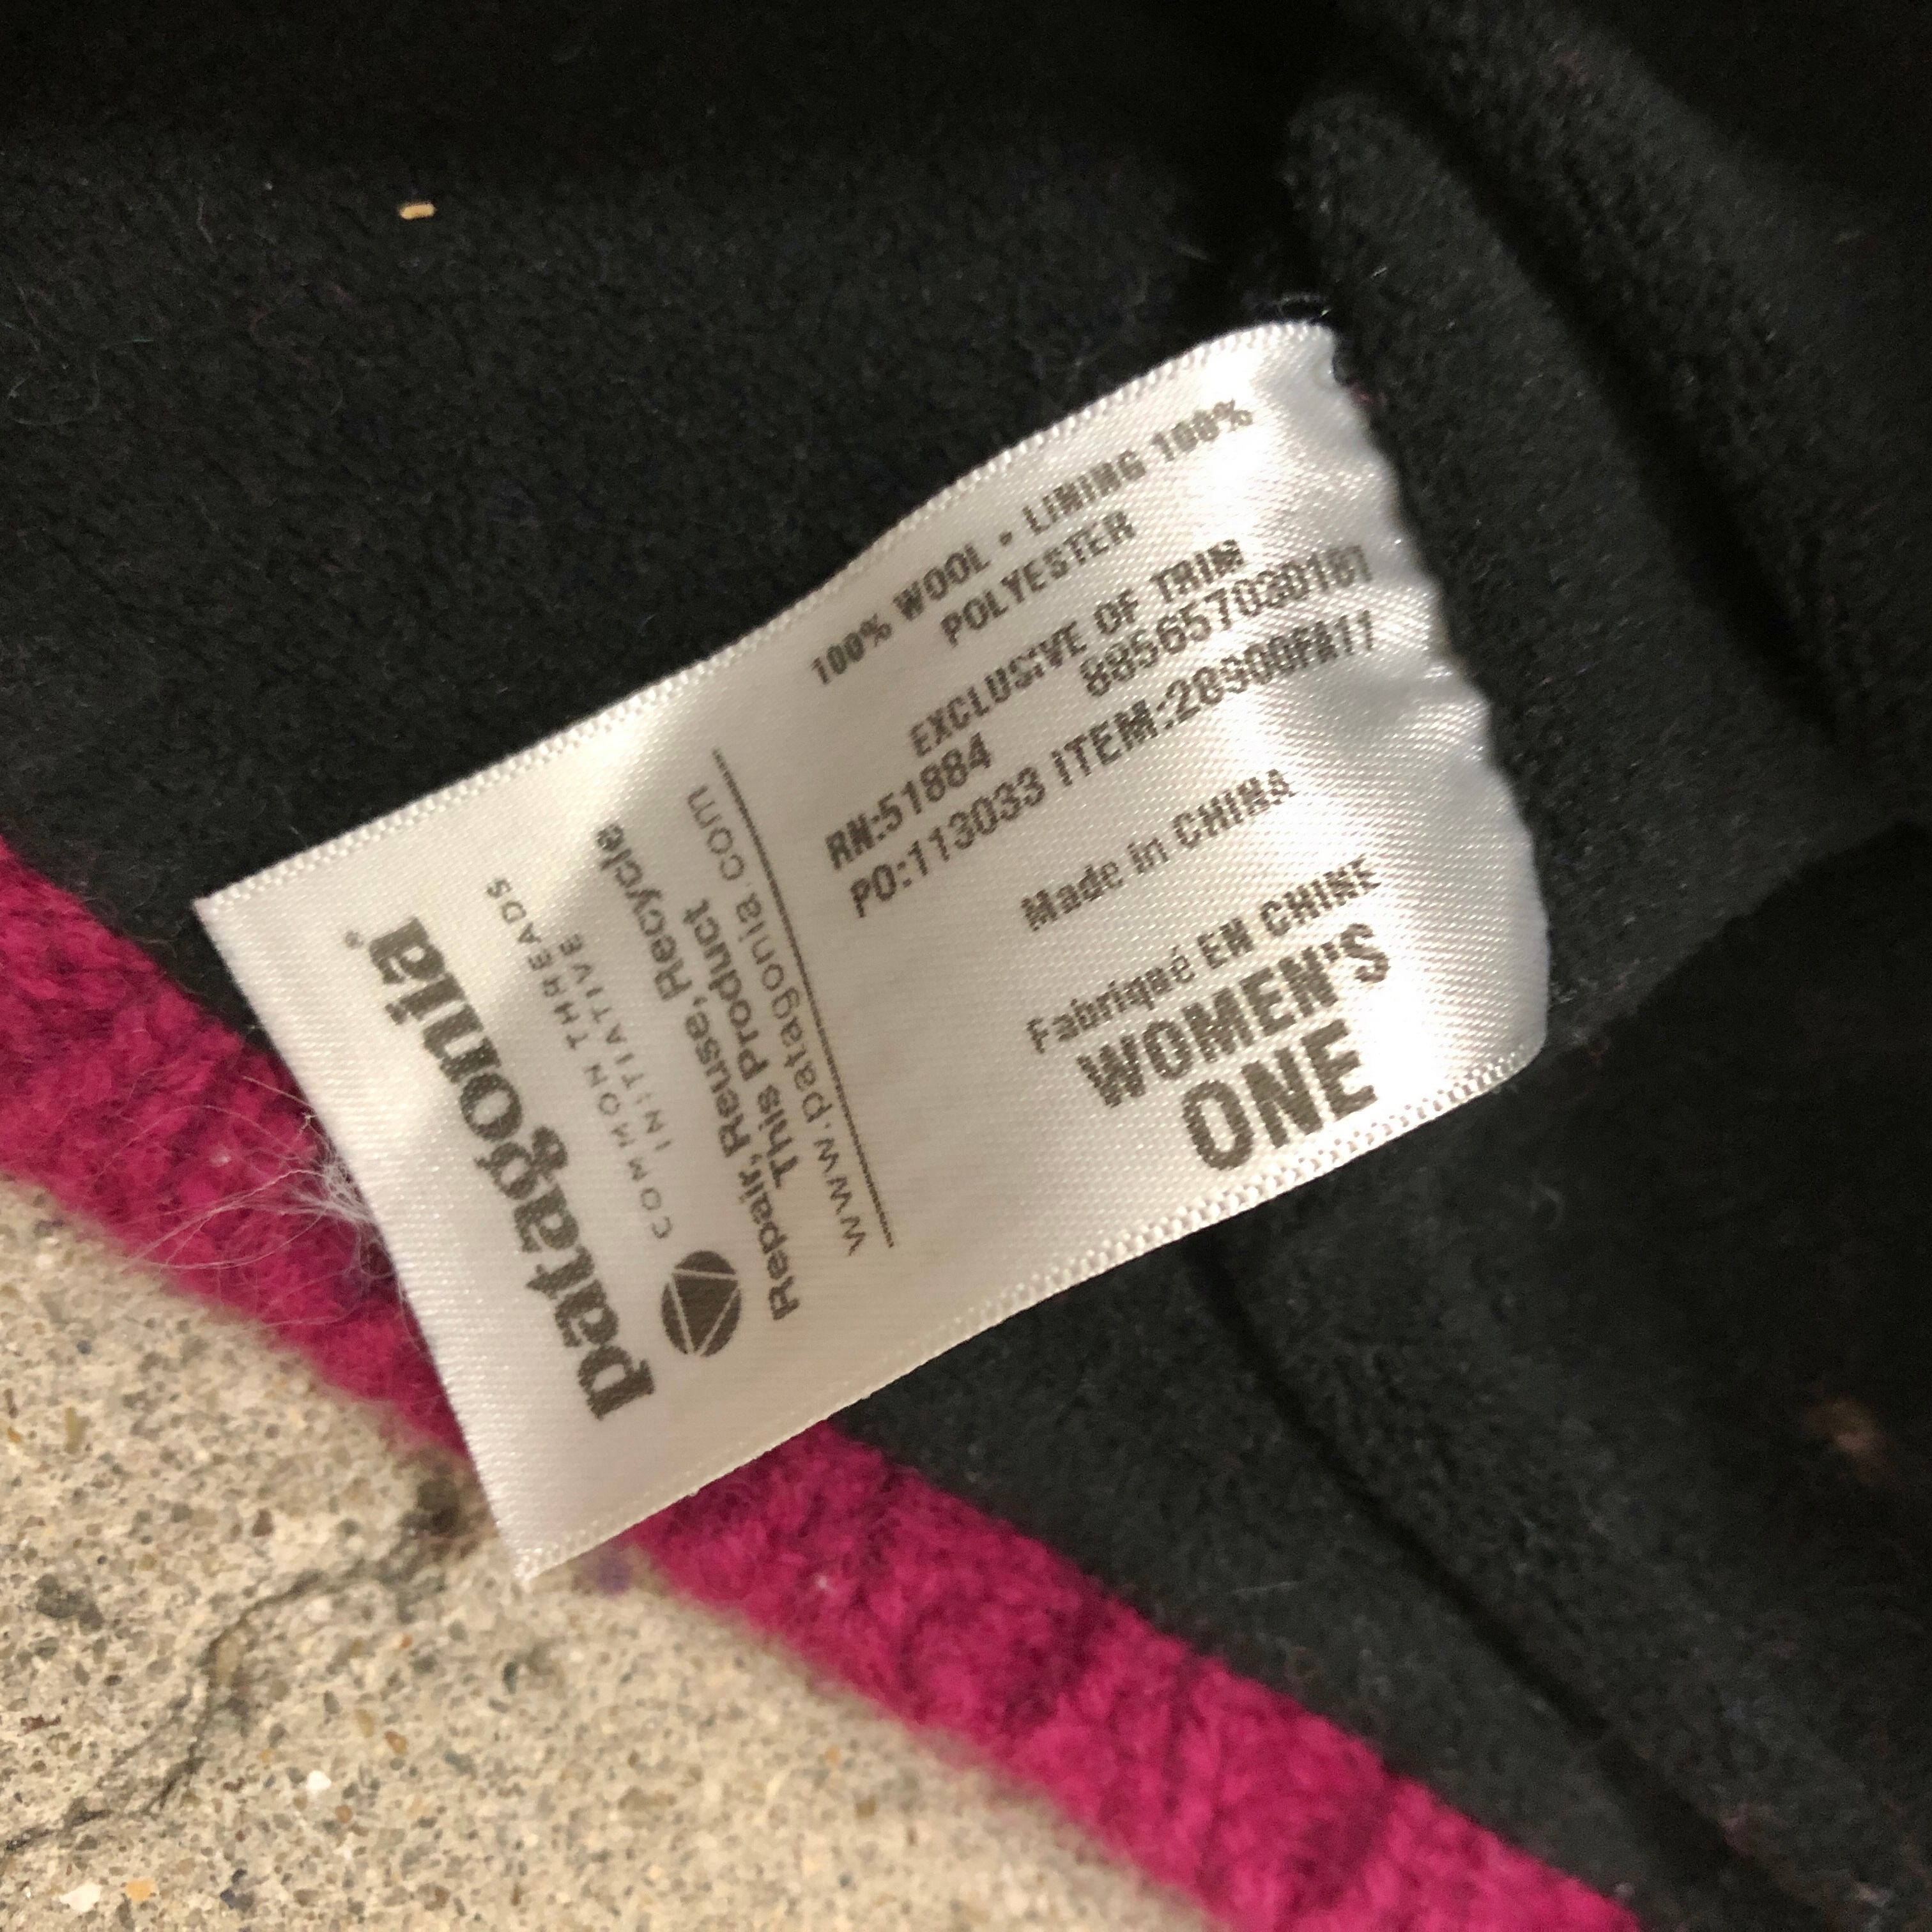 patagonia®
COMMON THREADS
INITIATIVE
Repair, Reuse, Recycle
This Product
www.patagonia.com
100% WOOL • LINING 100%
POLYESTER
EXCLUSIVE OF TRIM
RN:51884
PO:113033 ITEM:28900FA11
Made in CHINA
Fabriqué EN CHINE
WOMEN'S
ONE